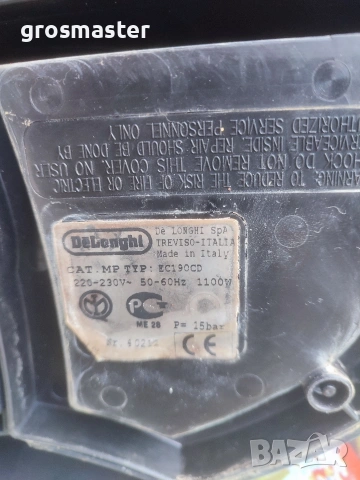 grosmaster
WARNING: TO REDUCE THE RISK OF FIRE OR ELECTRIC
SHOCK DO NOT REMOVE THIS COVER. NO USER
SERVICEABLE INSIDE. REPAIR SHOULD BE DONE BY
AUTHORIZED SERVICE PERSONNEL ONLY
DeLonghi
De LONGHI SpA
TREVISO-ITALIA
Made in Italy
CAT. MP TYP: EC190CD
220-230V~ 50-60Hz 1100W
ME 28
P= 15bar
CE
BAZAR.bg